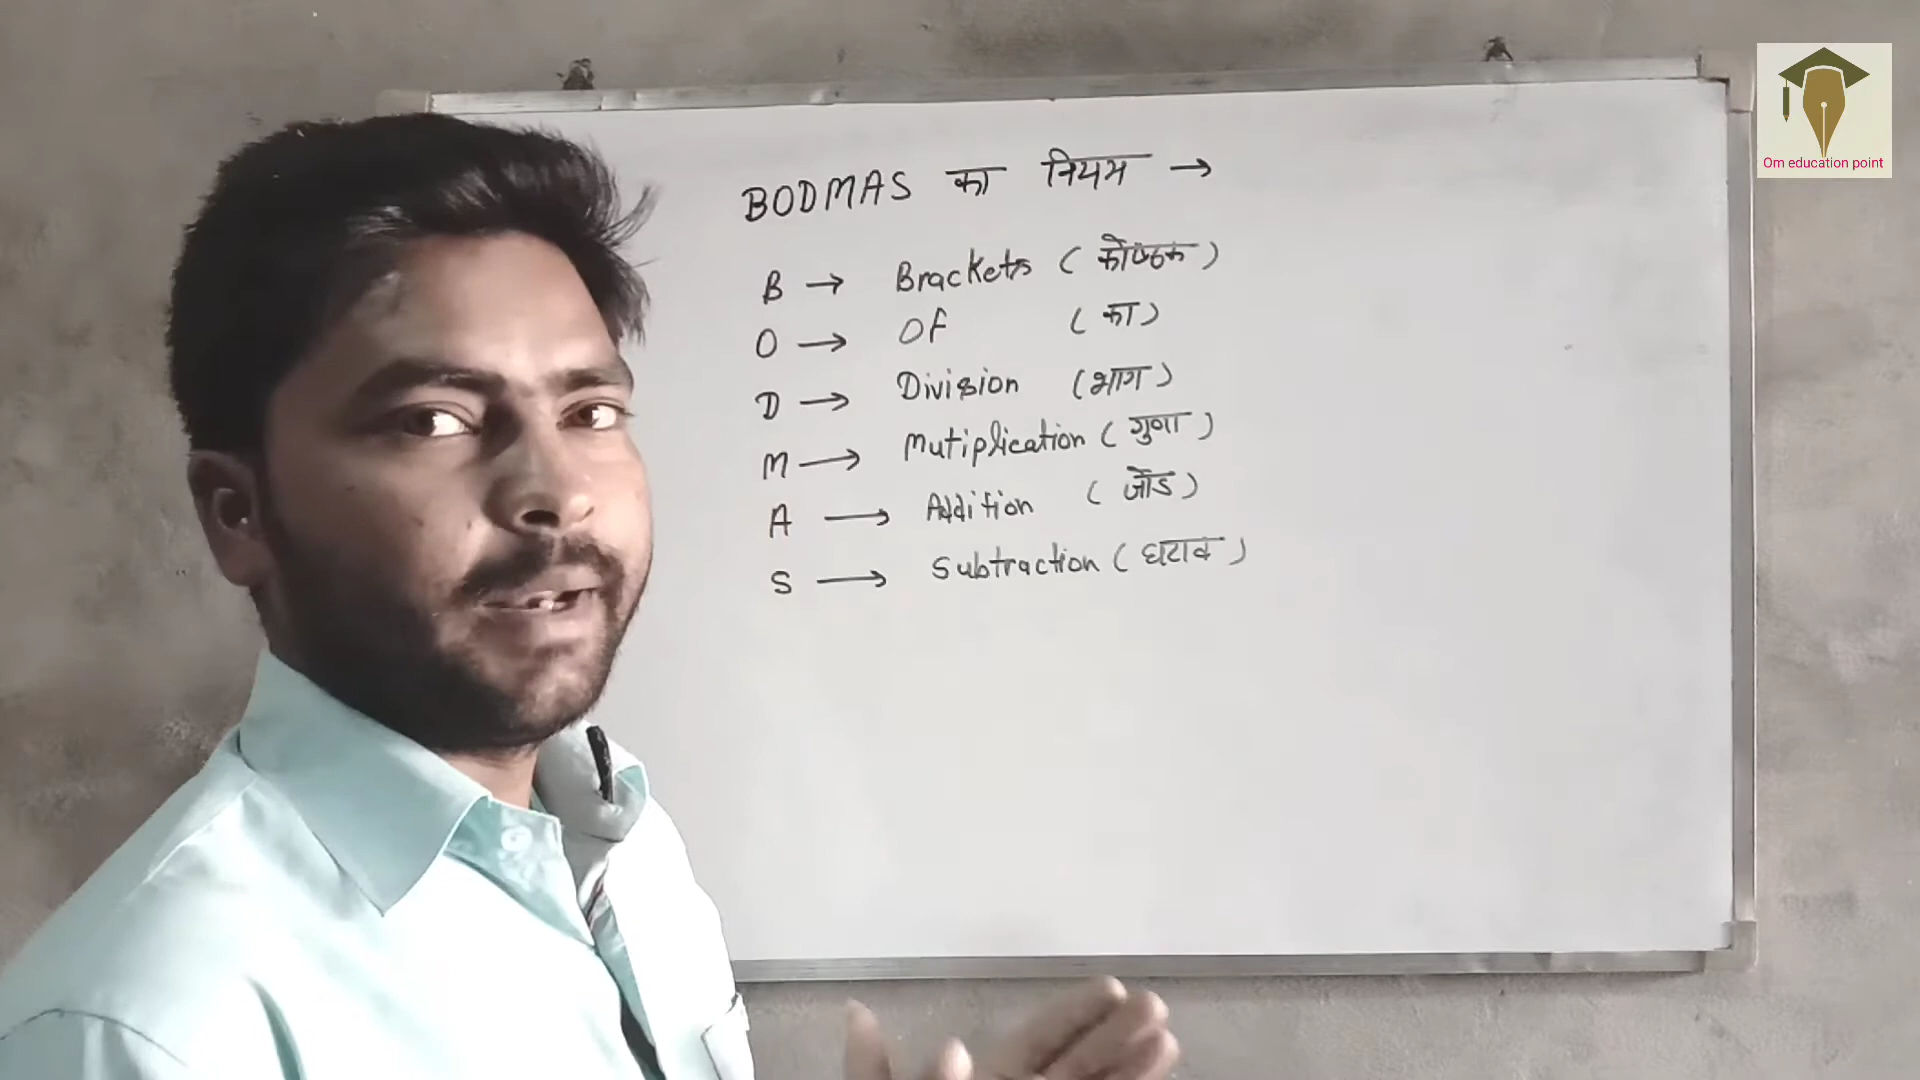 BODMAS का नियम →
B → Brackets (कोष्ठक)
O → Of (का)
D → Division (भाग)
M → Mutiplication (गुणा)
A → Addition (जोड)
S → Subtraction (घटाव)
Om education point